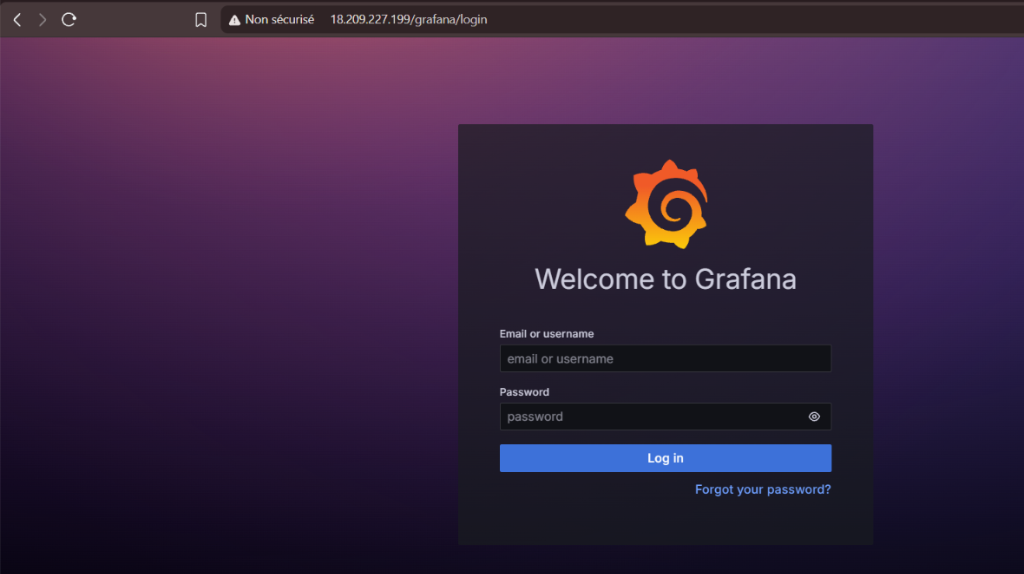 Non sécurisé 18.209.227.199/grafana/login
Welcome to Grafana
Email or username
email or username
Password
password
Log in
Forgot your password?